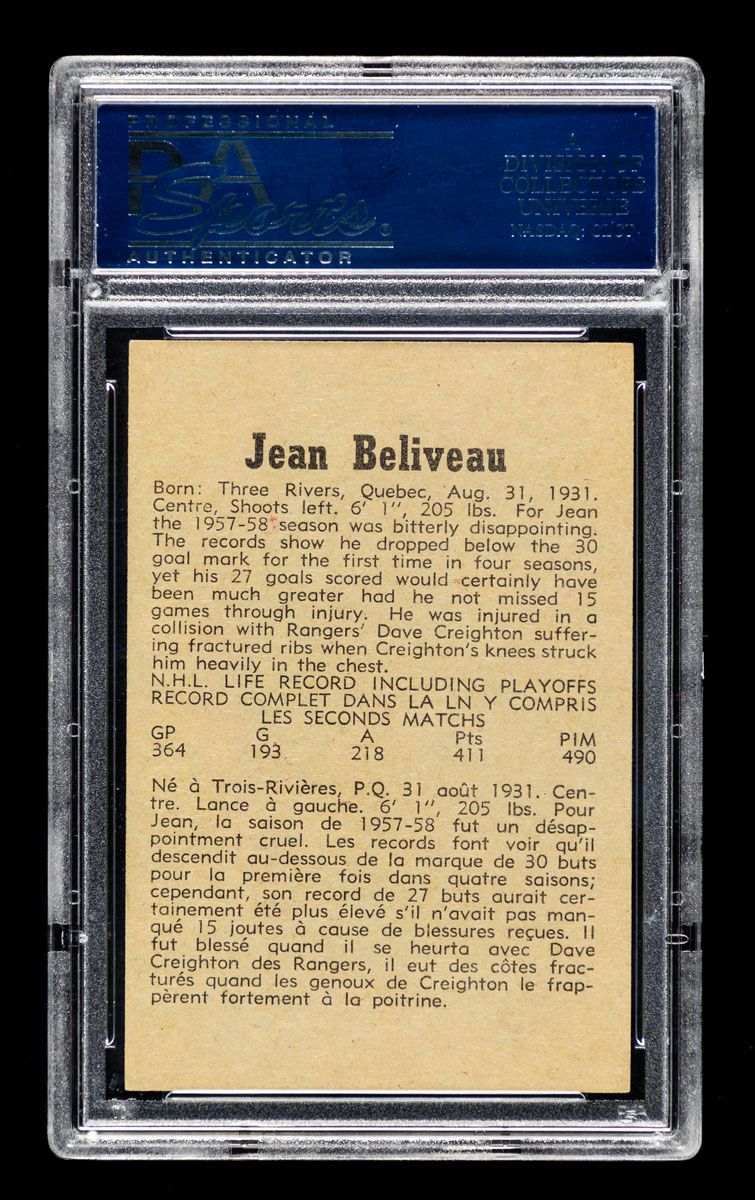 PROFESSIONAL
PSA
Sports®
AUTHENTICATOR
A
DIVISION OF
COLLECTORS
UNIVERSE
NASDAQ: CLCT
Jean Beliveau
Born: Three Rivers, Quebec, Aug. 31, 1931.
Centre, Shoots left. 6' 1", 205 lbs. For Jean
the 1957-58 season was bitterly disappointing.
The records show he dropped below the 30
goal mark for the first time in four seasons,
yet his 27 goals scored would certainly have
been much greater had he not missed 15
games through injury. He was injured in a
collision with Rangers' Dave Creighton suffer-
ing fractured ribs when Creighton's knees struck
him heavily in the chest.
N.H.L. LIFE RECORD INCLUDING PLAYOFFS
RECORD COMPLET DANS LA LN Y COMPRIS
LES SECONDS MATCHS
GP G A Pts PIM
364 193 218 411 490
Né à Trois-Rivières, P.Q. 31 août 1931. Cen-
tre. Lance à gauche. 6' 1", 205 lbs. Pour
Jean, la saison de 1957-58 fut un désap-
pointment cruel. Les records font voir qu'il
descendit au-dessous de la marque de 30 buts
pour la première fois dans quatre saisons;
cependant, son record de 27 buts aurait cer-
tainement été plus élevé s'il n'avait pas man-
qué 15 joutes à cause de blessures reçues. Il
fut blessé quand il se heurta avec Dave
Creighton des Rangers, il eut des côtes frac-
turés quand les genoux de Creighton le frap-
pèrent fortement à la poitrine.
PSA